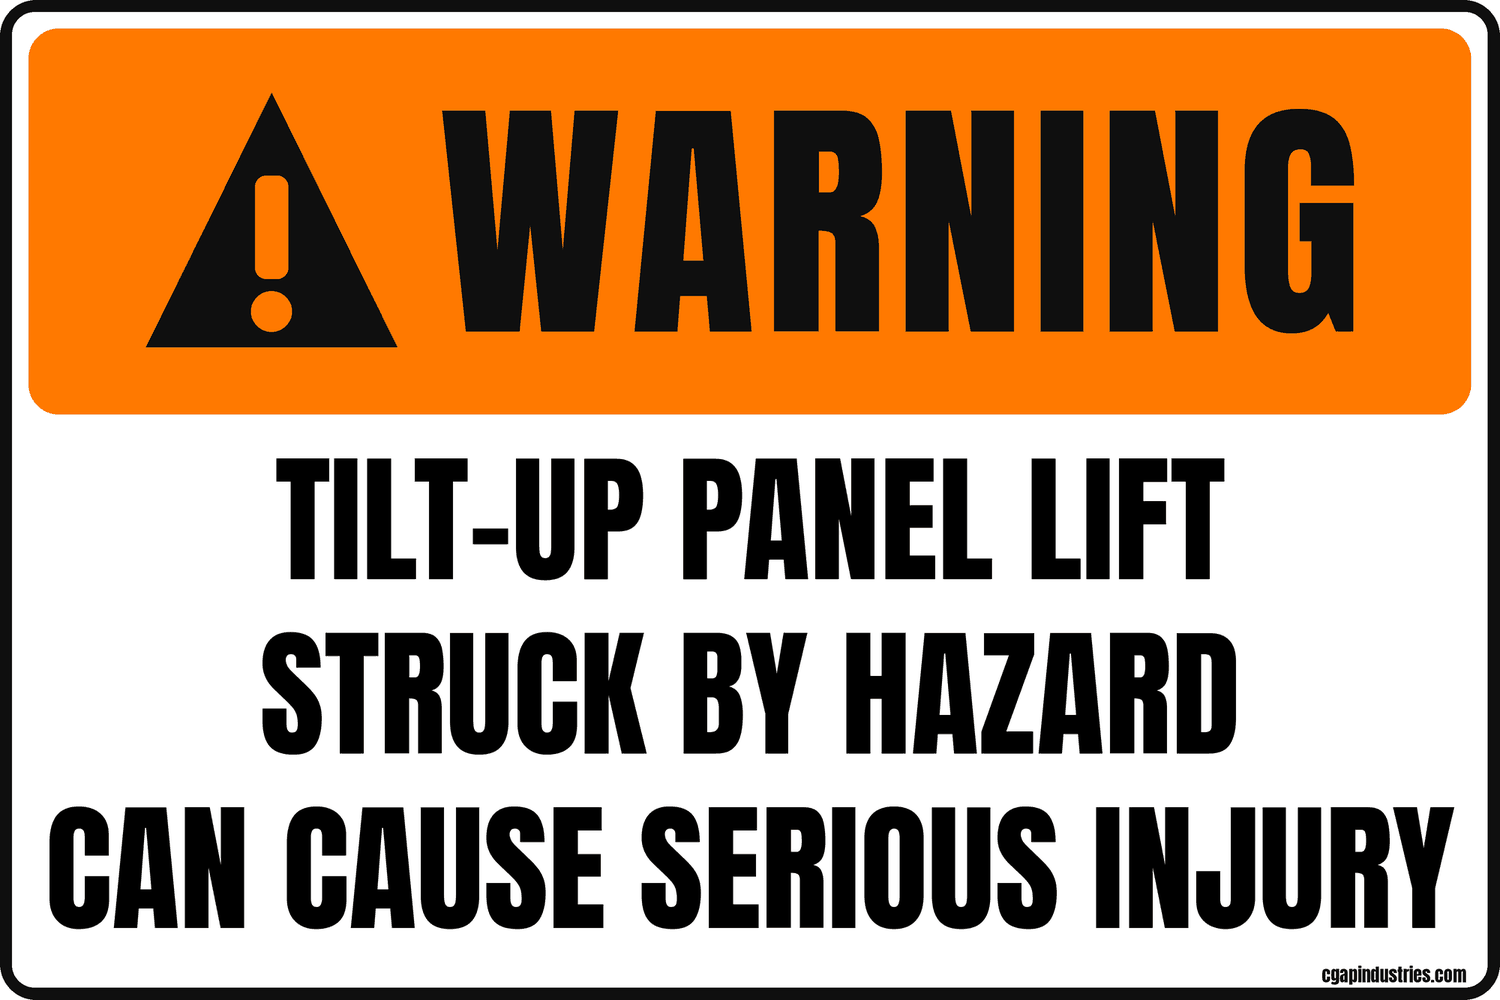 WARNING
TILT-UP PANEL LIFT
STRUCK BY HAZARD
CAN CAUSE SERIOUS INJURY
cgapindustries.com